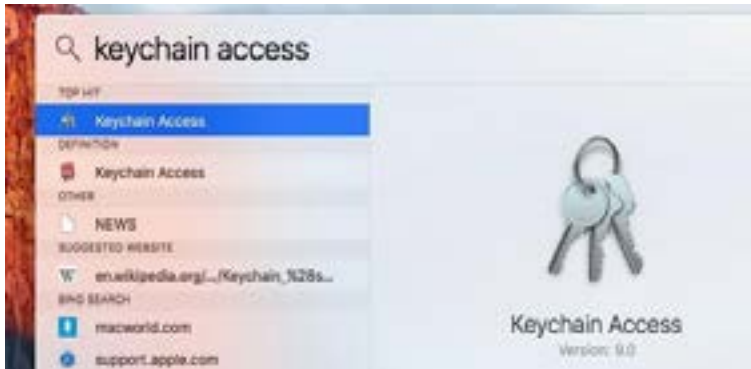 keychain access
TOP HIT
Keychain Access
DEFINITION
Keychain Access
OTHER
NEWS
SUGGESTED WEBSITE
en.wikipedia.org/.../Keychain_%28s...
BING SEARCH
macworld.com
support.apple.com
Keychain Access
Version: 9.0